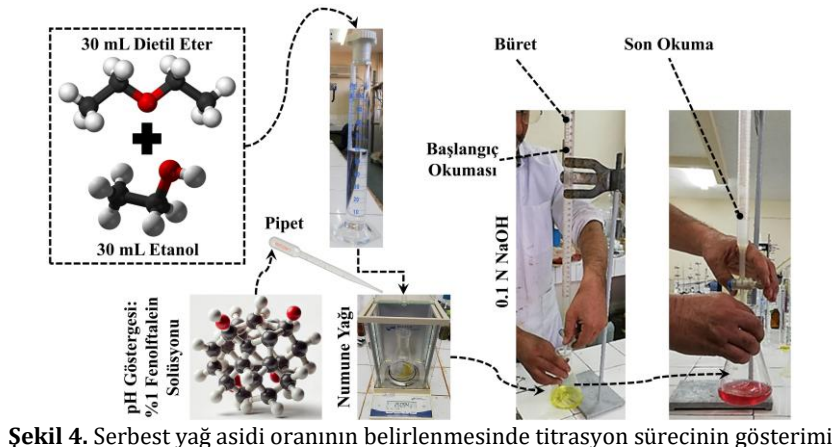 30 mL Dietil Eter
30 mL Etanol
Pipet
pH Göstergesi:
%1 Fenolftalein
Solüsyonu
Numune Yağı
Büret
Başlangıç
Okuması
0.1 N NaOH
Son Okuma
Şekil 4. Serbest yağ asidi oranının belirlenmesinde titrasyon sürecinin gösterimi